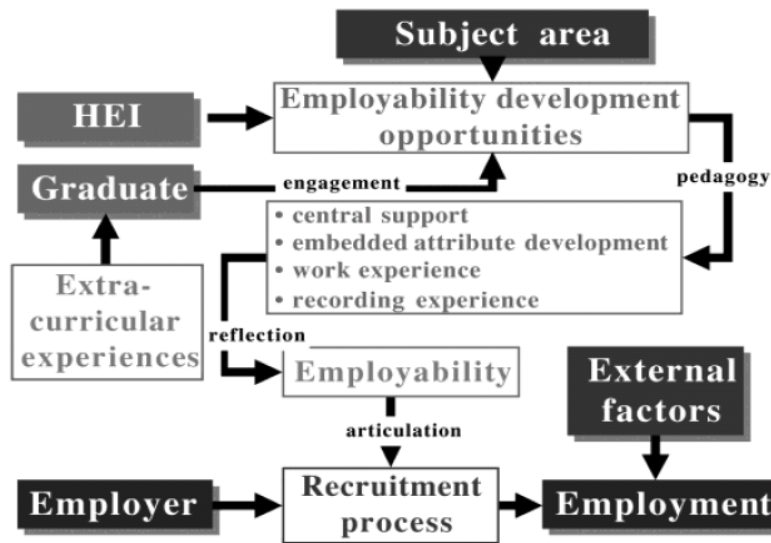 Subject area
Employability development
opportunities
HEI
Graduate
engagement
pedagogy
• central support
• embedded attribute development
• work experience
• recording experience
Extra-
curricular
experiences
reflection
Employability
External
factors
articulation
Employer
Recruitment
process
Employment